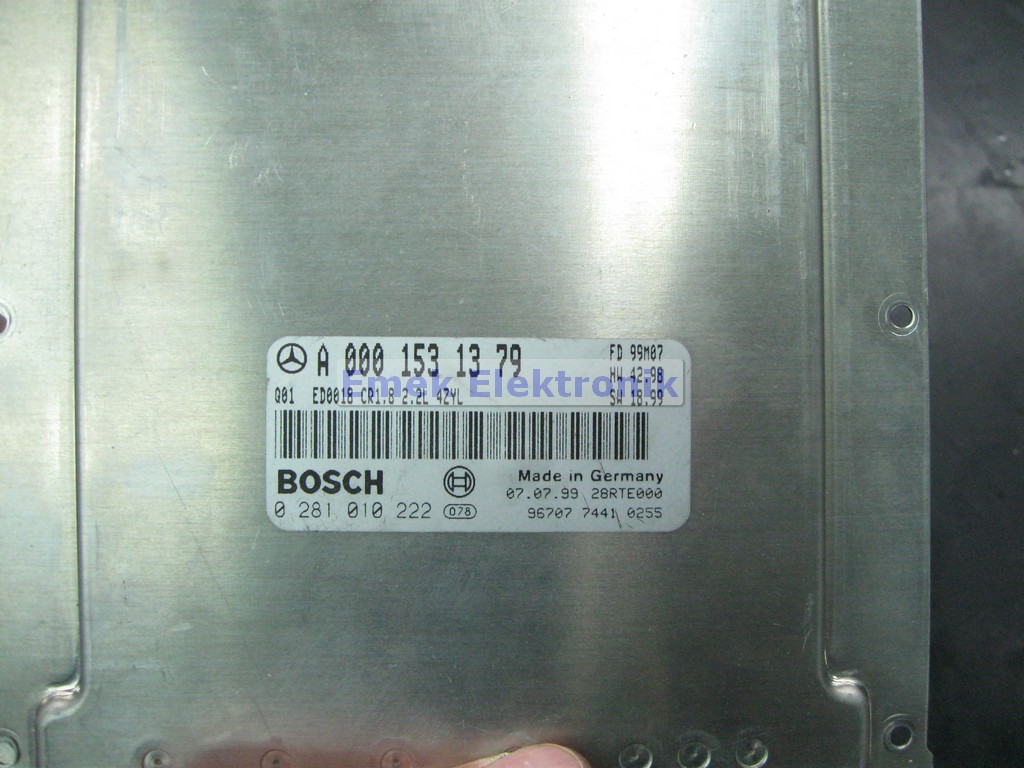 A 000 153 13 79
FD 99M07
HW 42.98
Q01 ED0018 CR1.8 2.2L 4ZYL
SW 18.99
Emek Elektronik
BOSCH
Made in Germany
07.07.99 28RTE000
0 281 010 222 078
96707 7441 0255